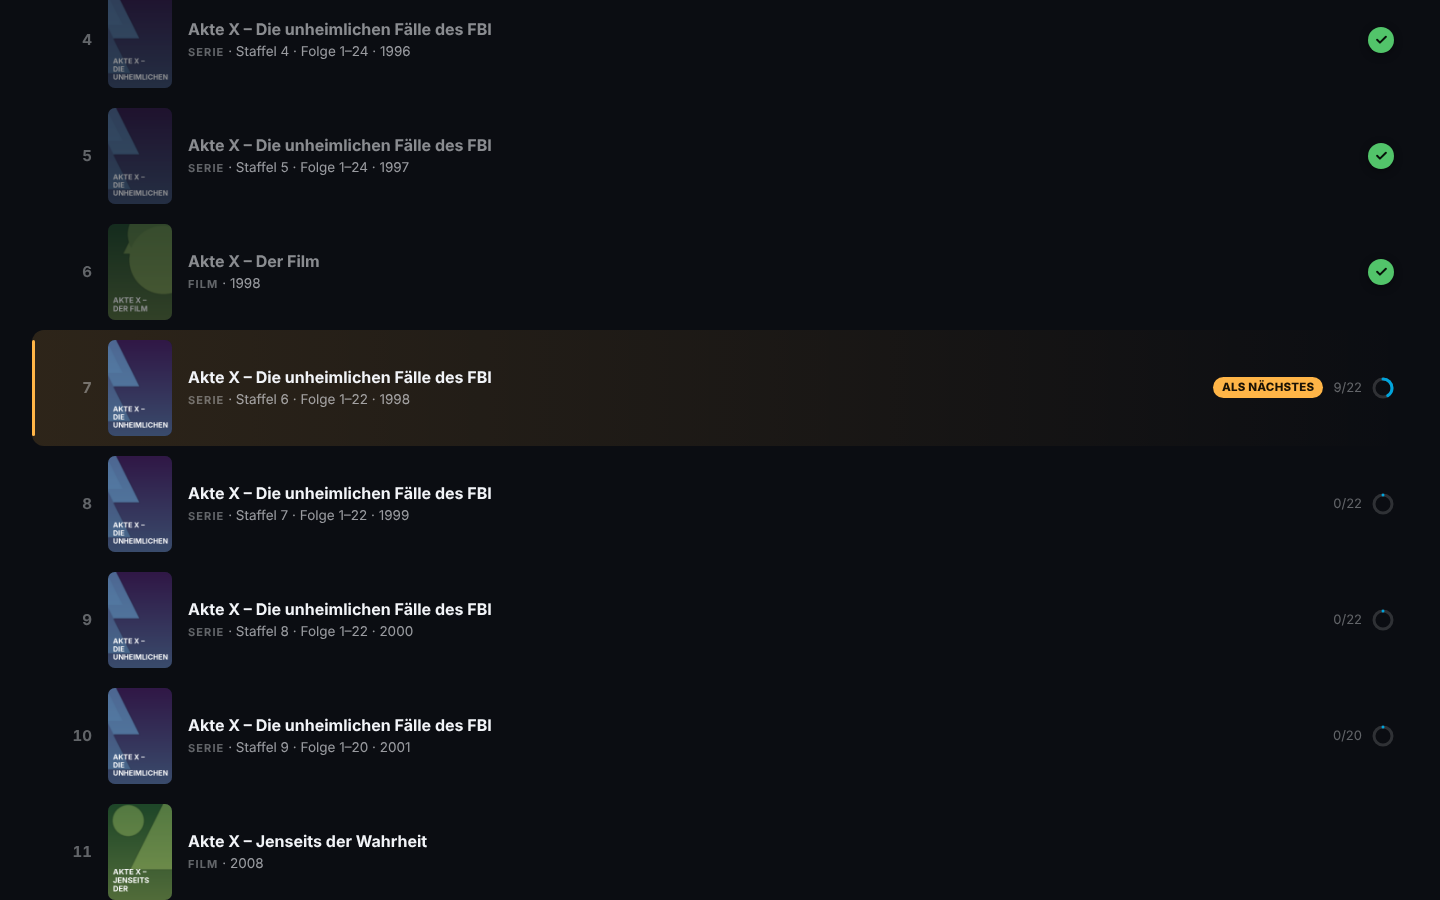 4
AKTE X –
DIE
UNHEIMLICHEN
Akte X – Die unheimlichen Fälle des FBI
SERIE · Staffel 4 · Folge 1–24 · 1996
5
AKTE X –
DIE
UNHEIMLICHEN
Akte X – Die unheimlichen Fälle des FBI
SERIE · Staffel 5 · Folge 1–24 · 1997
6
AKTE X –
DER FILM
Akte X – Der Film
FILM · 1998
7
AKTE X –
DIE
UNHEIMLICHEN
Akte X – Die unheimlichen Fälle des FBI
SERIE · Staffel 6 · Folge 1–22 · 1998
ALS NÄCHSTES 9/22
8
AKTE X –
DIE
UNHEIMLICHEN
Akte X – Die unheimlichen Fälle des FBI
SERIE · Staffel 7 · Folge 1–22 · 1999
0/22
9
AKTE X –
DIE
UNHEIMLICHEN
Akte X – Die unheimlichen Fälle des FBI
SERIE · Staffel 8 · Folge 1–22 · 2000
0/22
10
AKTE X –
DIE
UNHEIMLICHEN
Akte X – Die unheimlichen Fälle des FBI
SERIE · Staffel 9 · Folge 1–20 · 2001
0/20
11
AKTE X –
JENSEITS
DER
Akte X – Jenseits der Wahrheit
FILM · 2008